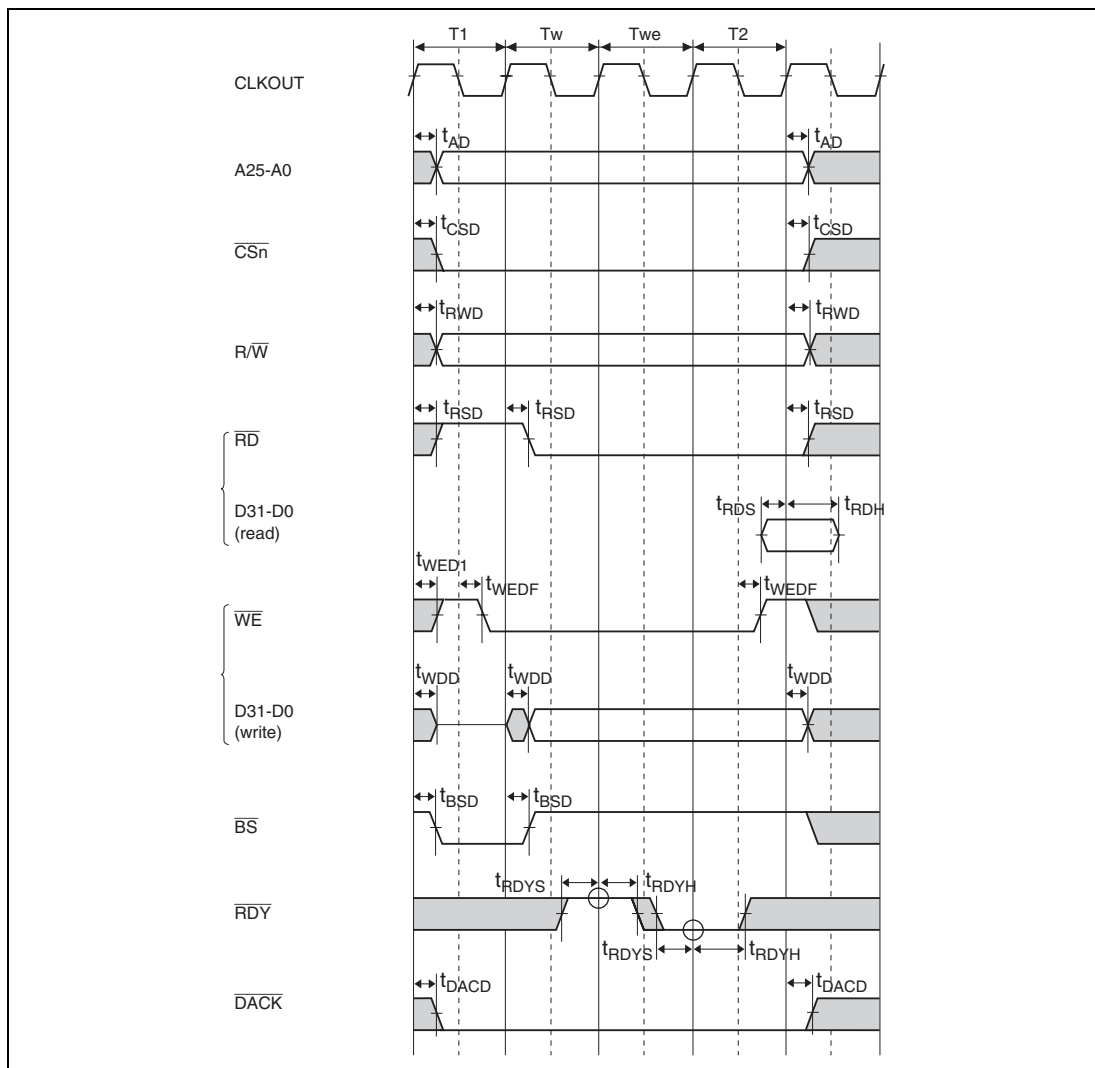 T1 Tw Twe T2
CLKOUT
tAD tAD
A25-A0
tCSD tCSD
CSn
tRWD tRWD
R/W
tRSD tRSD tRSD
RD
tRDS tRDH
D31-D0
(read)
tWED1
tWEDF tWEDF
WE
tWDD tWDD tWDD
D31-D0
(write)
tBSD tBSD
BS
tRDYS tRDYH
RDY
tRDYS tRDYH
tDACD tDACD
DACK